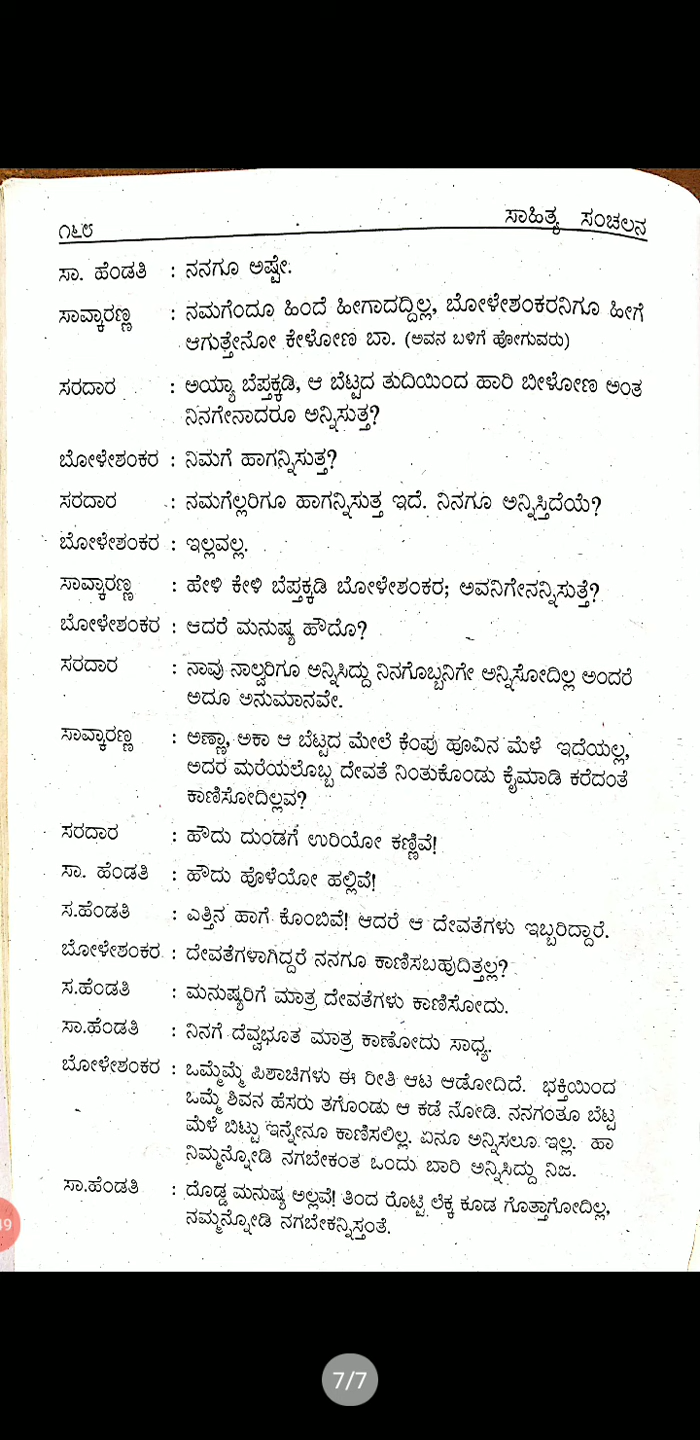 ೧೬೮ ಸಾಹಿತ್ಯ ಸಂಚಲನ
ಸಾ. ಹೆಂಡತಿ : ನನಗೂ ಅಷ್ಟೇ.
ಸಾವ್ಕಾರಣ್ಣ : ನಮಗೆಂದೂ ಹಿಂದೆ ಹೀಗಾದದ್ದಿಲ್ಲ, ಬೋಳೇಶಂಕರನಿಗೂ ಹೀಗೆ
ಆಗುತ್ತೇನೋ ಕೇಳೋಣ ಬಾ. (ಅವನ ಬಳಿಗೆ ಹೋಗುವರು)
ಸರದಾರ : ಅಯ್ಯಾ ಬೆಪ್ತಕ್ಕಡಿ, ಆ ಬೆಟ್ಟದ ತುದಿಯಿಂದ ಹಾರಿ ಬೀಳೋಣ ಅಂತ
ನಿನಗೇನಾದರೂ ಅನ್ನಿಸುತ್ತ?
ಬೋಳೇಶಂಕರ : ನಿಮಗೆ ಹಾಗನ್ನಿಸುತ್ತ?
ಸರದಾರ : ನಮಗೆಲ್ಲರಿಗೂ ಹಾಗನ್ನಿಸುತ್ತ ಇದೆ. ನಿನಗೂ ಅನ್ನಿಸ್ತಿದೆಯೆ?
ಬೋಳೇಶಂಕರ : ಇಲ್ಲವಲ್ಲ.
ಸಾವ್ಕಾರಣ್ಣ : ಹೇಳಿ ಕೇಳಿ ಬೆಪ್ತಕ್ಕಡಿ ಬೋಳೇಶಂಕರ; ಅವನಿಗೇನನ್ನಿಸುತ್ತೆ?
ಬೋಳೇಶಂಕರ : ಆದರೆ ಮನುಷ್ಯ ಹೌದೊ?
ಸರದಾರ : ನಾವು ನಾಲ್ವರಿಗೂ ಅನ್ನಿಸಿದ್ದು ನಿನಗೊಬ್ಬನಿಗೇ ಅನ್ನಿಸೋದಿಲ್ಲ ಅಂದರೆ
ಅದೂ ಅನುಮಾನವೇ.
ಸಾವ್ಕಾರಣ್ಣ : ಅಣ್ಣಾ, ಅಕಾ ಆ ಬೆಟ್ಟದ ಮೇಲೆ ಕೆಂಪು ಹೂವಿನ ಮೆಳೆ ಇದೆಯಲ್ಲ,
ಅದರ ಮರೆಯಲೊಬ್ಬ ದೇವತೆ ನಿಂತುಕೊಂಡು ಕೈಮಾಡಿ ಕರೆದಂತೆ
ಕಾಣಿಸೋದಿಲ್ಲವ?
ಸರದಾರ : ಹೌದು ದುಂಡಗೆ ಉರಿಯೋ ಕಣ್ಣಿವೆ!
ಸಾ. ಹೆಂಡತಿ : ಹೌದು ಹೊಳೆಯೋ ಹಲ್ಲಿವೆ!
ಸ.ಹೆಂಡತಿ : ಎತ್ತಿನ ಹಾಗೆ ಕೊಂಬಿವೆ! ಆದರೆ ಆ ದೇವತೆಗಳು ಇಬ್ಬರಿದ್ದಾರೆ.
ಬೋಳೇಶಂಕರ : ದೇವತೆಗಳಾಗಿದ್ದರೆ ನನಗೂ ಕಾಣಿಸಬಹುದಿತ್ತಲ್ಲ?
ಸ.ಹೆಂಡತಿ : ಮನುಷ್ಯರಿಗೆ ಮಾತ್ರ ದೇವತೆಗಳು ಕಾಣಿಸೋದು.
ಸಾ.ಹೆಂಡತಿ : ನಿನಗೆ ದೆವ್ವಭೂತ ಮಾತ್ರ ಕಾಣೋದು ಸಾಧ್ಯ.
ಬೋಳೇಶಂಕರ : ಒಮ್ಮೆಮ್ಮೆ ಪಿಶಾಚಿಗಳು ಈ ರೀತಿ ಆಟ ಆಡೋದಿದೆ. ಭಕ್ತಿಯಿಂದ
ಒಮ್ಮೆ ಶಿವನ ಹೆಸರು ತಗೊಂಡು ಆ ಕಡೆ ನೋಡಿ. ನನಗಂತೂ ಬೆಟ್ಟ
ಮೆಳೆ ಬಿಟ್ಟು ಇನ್ನೇನೂ ಕಾಣಿಸಲಿಲ್ಲ. ಏನೂ ಅನ್ನಿಸಲೂ ಇಲ್ಲ. ಹಾ
ನಿಮ್ಮನ್ನೋಡಿ ನಗಬೇಕಂತ ಒಂದು ಬಾರಿ ಅನ್ನಿಸಿದ್ದು ನಿಜ.
ಸಾ.ಹೆಂಡತಿ : ದೊಡ್ಡ ಮನುಷ್ಯ ಅಲ್ಲವೆ! ತಿಂದ ರೊಟ್ಟಿ ಲೆಕ್ಕ ಕೂಡ ಗೊತ್ತಾಗೋದಿಲ್ಲ,
ನಮ್ಮನ್ನೋಡಿ ನಗಬೇಕನ್ನಿಸ್ತಂತೆ.
49
7/7